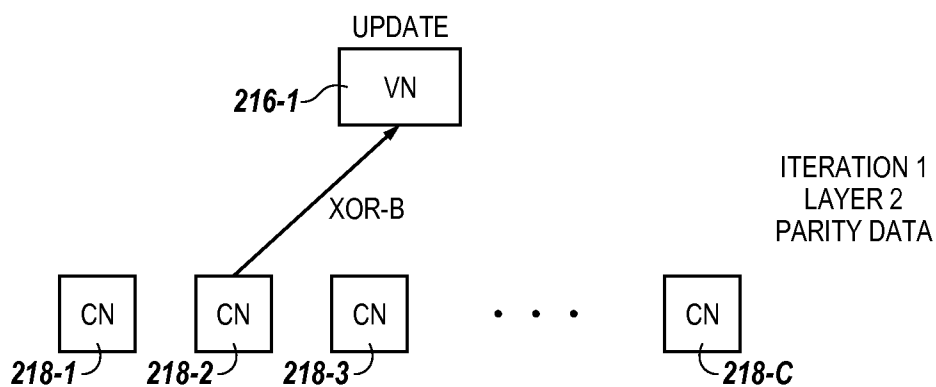 UPDATE
VN
216-1
XOR-B
ITERATION 1
LAYER 2
PARITY DATA
CN CN CN CN
218-1 218-2 218-3 218-C